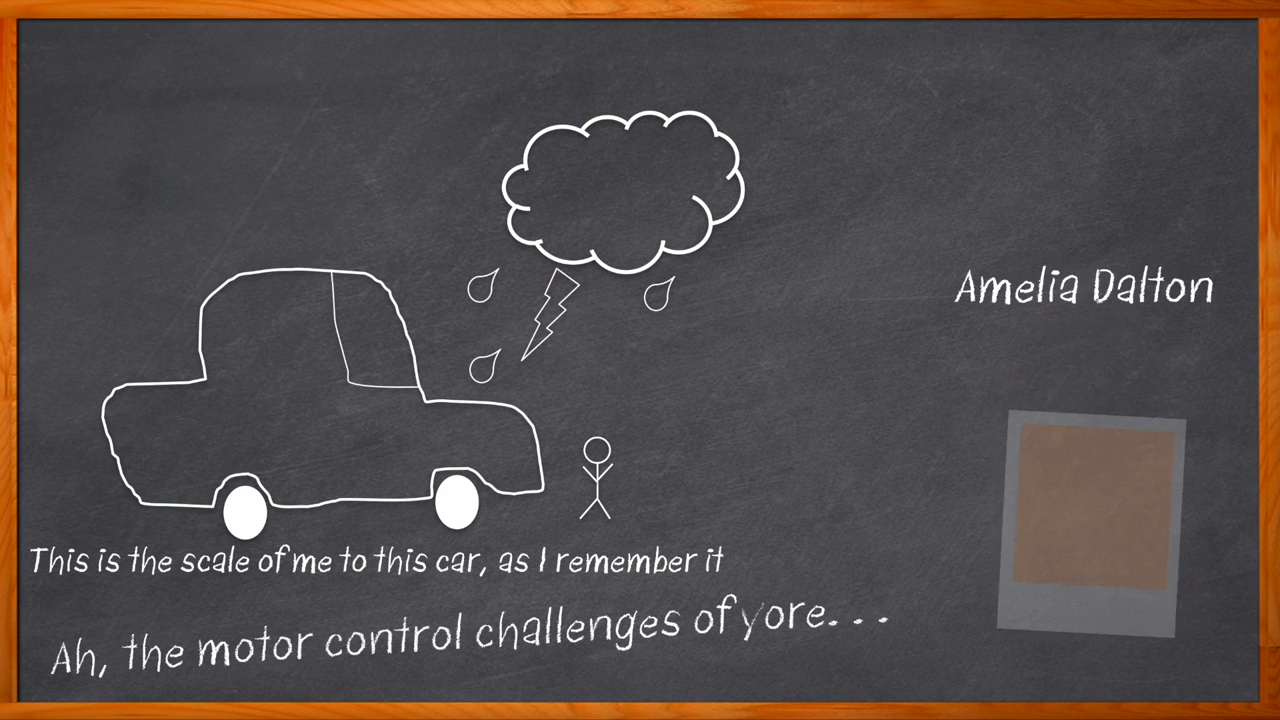 Amelia Dalton
This is the scale of me to this car, as I remember it
Ah, the motor control challenges of yore. . .